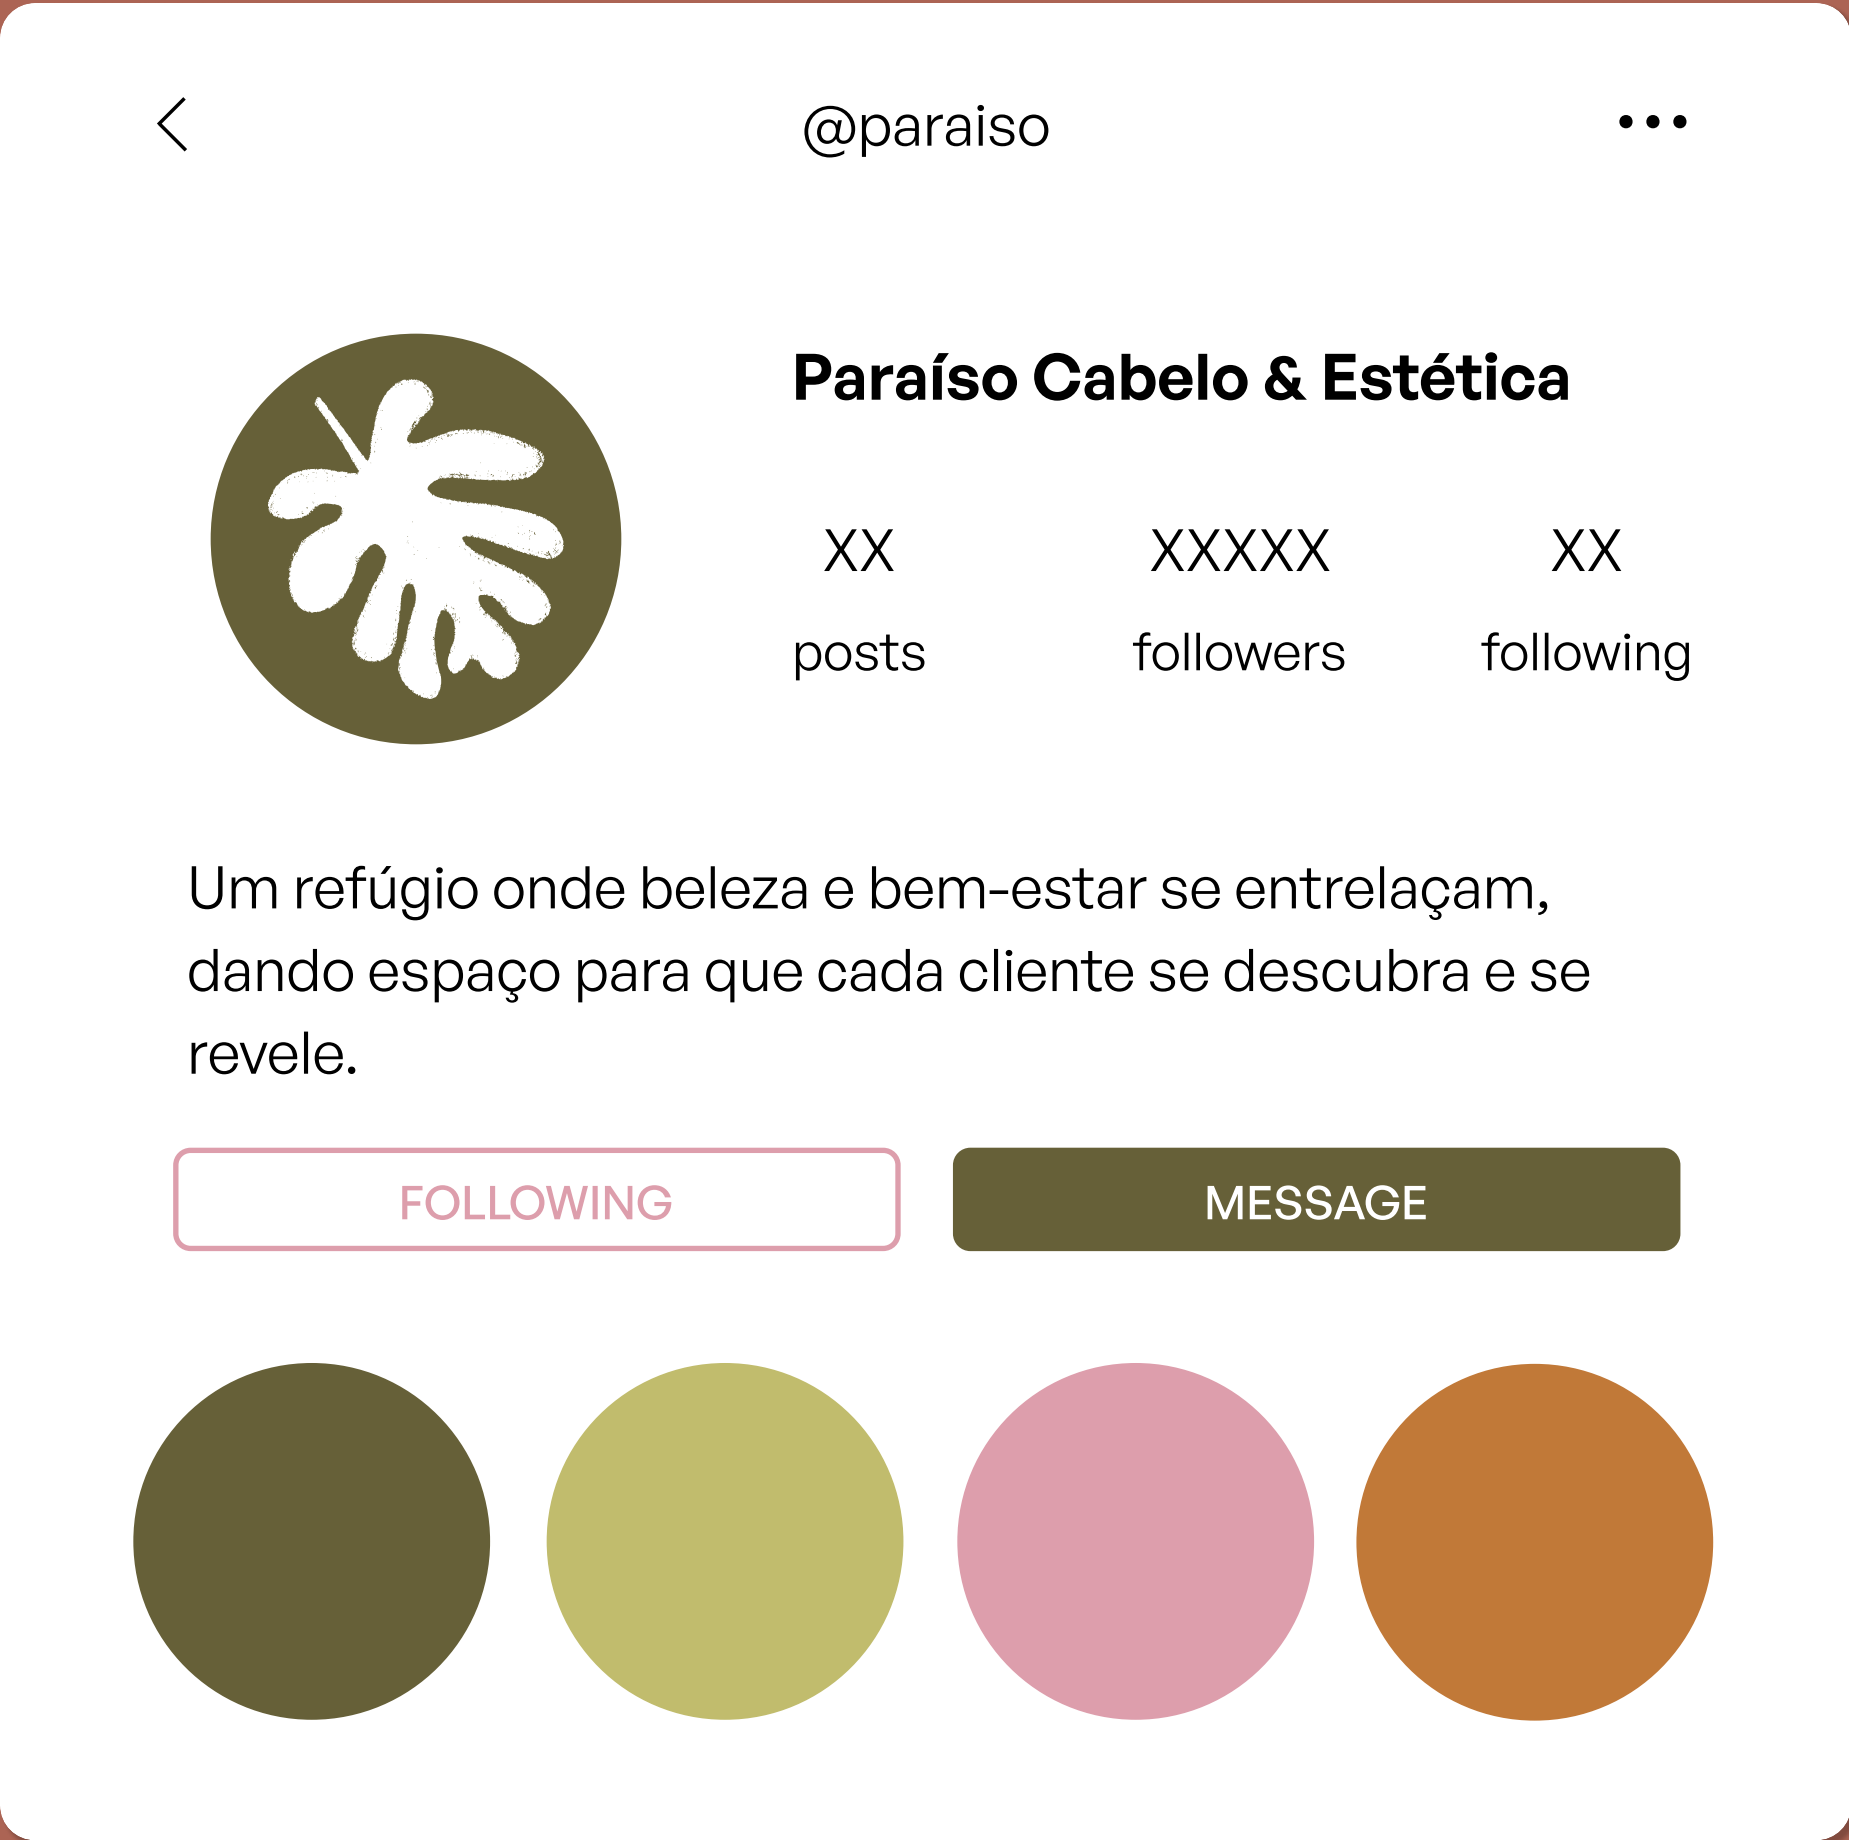 @paraiso
Paraíso Cabelo & Estética
XX XXXXX XX
posts followers following
Um refúgio onde beleza e bem-estar se entrelaçam,
dando espaço para que cada cliente se descubra e se
revele.
FOLLOWING MESSAGE